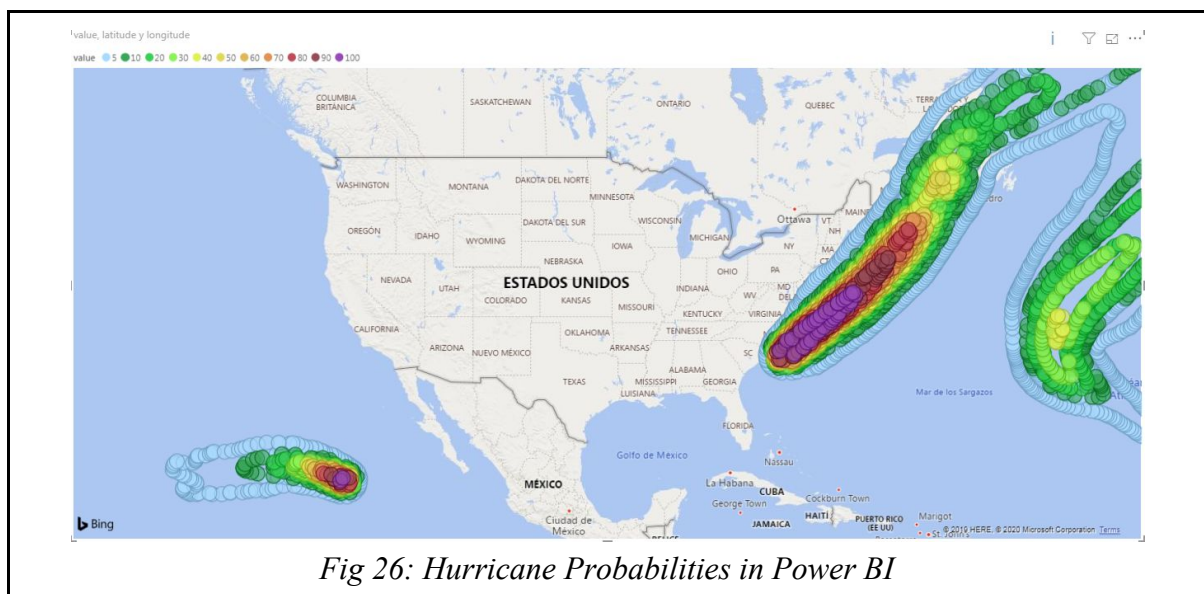 value, latitude y longitude
value 5 10 20 30 40 50 60 70 80 90 100
COLUMBIA
BRITÁNICA
SASKATCHEWAN
ONTARIO
QUEBEC
WASHINGTON
MONTANA
DAKOTA DEL NORTE
MINNESOTA
Ottawa
VT
MAINE
NH
OREGÓN
IDAHO
WYOMING
DAKOTA DEL SUR
WISCONSIN
MICHIGAN
NY
MA
IOWA
NEBRASKA
NEVADA
UTAH
ESTADOS UNIDOS
OHIO
PA
COLORADO
KANSAS
MISSOURI
INDIANA
WV
MD
DEL
KENTUCKY
VIRGINIA
CALIFORNIA
OKLAHOMA
TENNESSEE
ARIZONA
NUEVO MÉXICO
ARKANSAS
SC
ALABAMA
TEXAS
MISSISSIPPI
GEORGIA
LUISIANA
Mar de los Sargazos
FLORIDA
Golfo de México
Nassau
MÉXICO
La Habana
CUBA
Cockburn Town
George Town
Ciudad de
México
JAMAICA
HAITÍ
PUERTO RICO
(EE UU)
Marigot
St. John's
Bing
© 2019 HERE, © 2020 Microsoft Corporation Terms
Fig 26: Hurricane Probabilities in Power BI